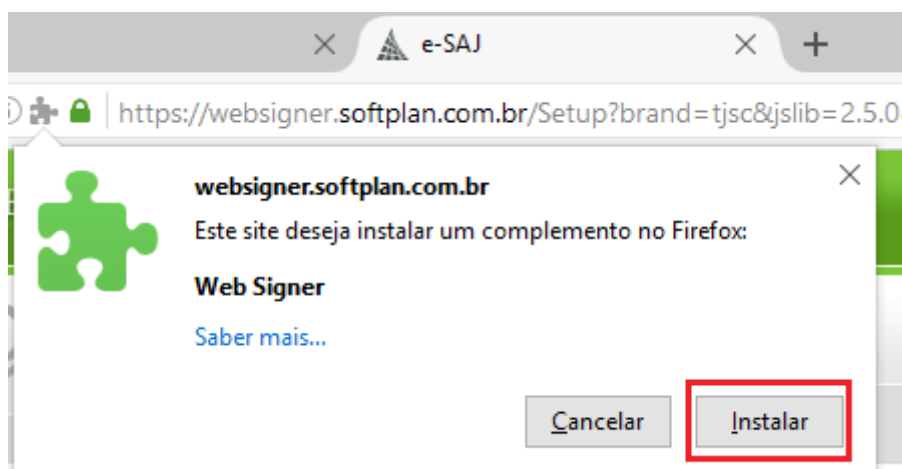 e-SAJ
https://websigner.softplan.com.br/Setup?brand=tjsc&jslib=2.5.0
websigner.softplan.com.br
Este site deseja instalar um complemento no Firefox:
Web Signer
Saber mais...
Cancelar Instalar